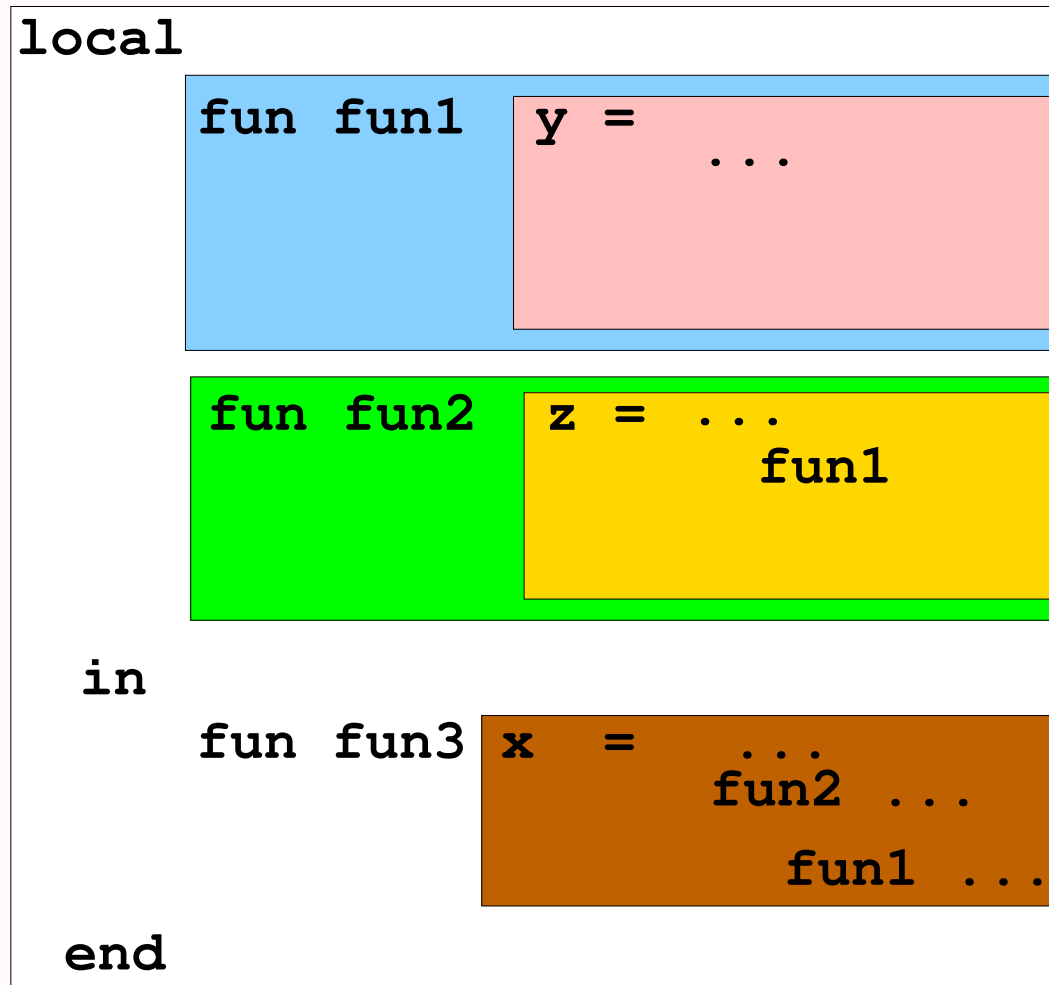 local
fun fun1 y =
...
fun fun2 z = ...
fun1
in
fun fun3 x = ...
fun2 ...
fun1 ...
end